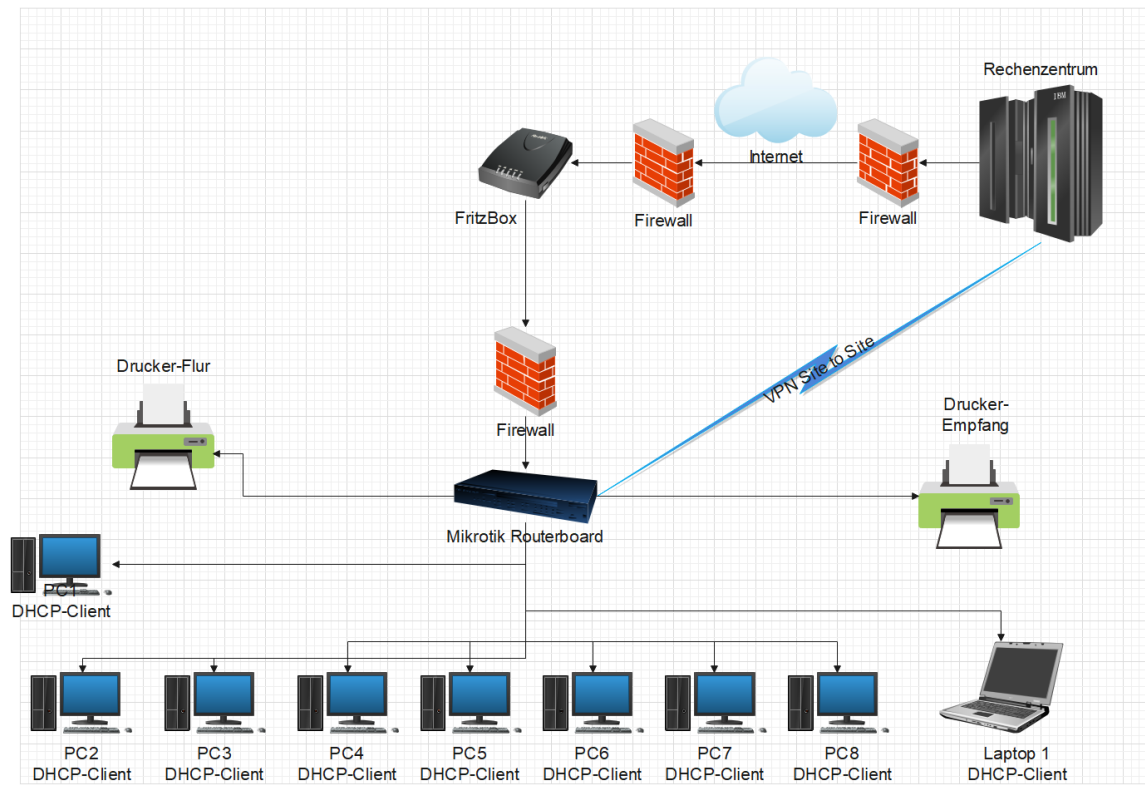 Rechenzentrum
IBM
Internet
FritzBox
Firewall
Firewall
Firewall
VPN Site to Site
Drucker-Flur
Drucker-
Empfang
Mikrotik Routerboard
PC1
DHCP-Client
PC2
DHCP-Client
PC3
DHCP-Client
PC4
DHCP-Client
PC5
DHCP-Client
PC6
DHCP-Client
PC7
DHCP-Client
PC8
DHCP-Client
Laptop 1
DHCP-Client